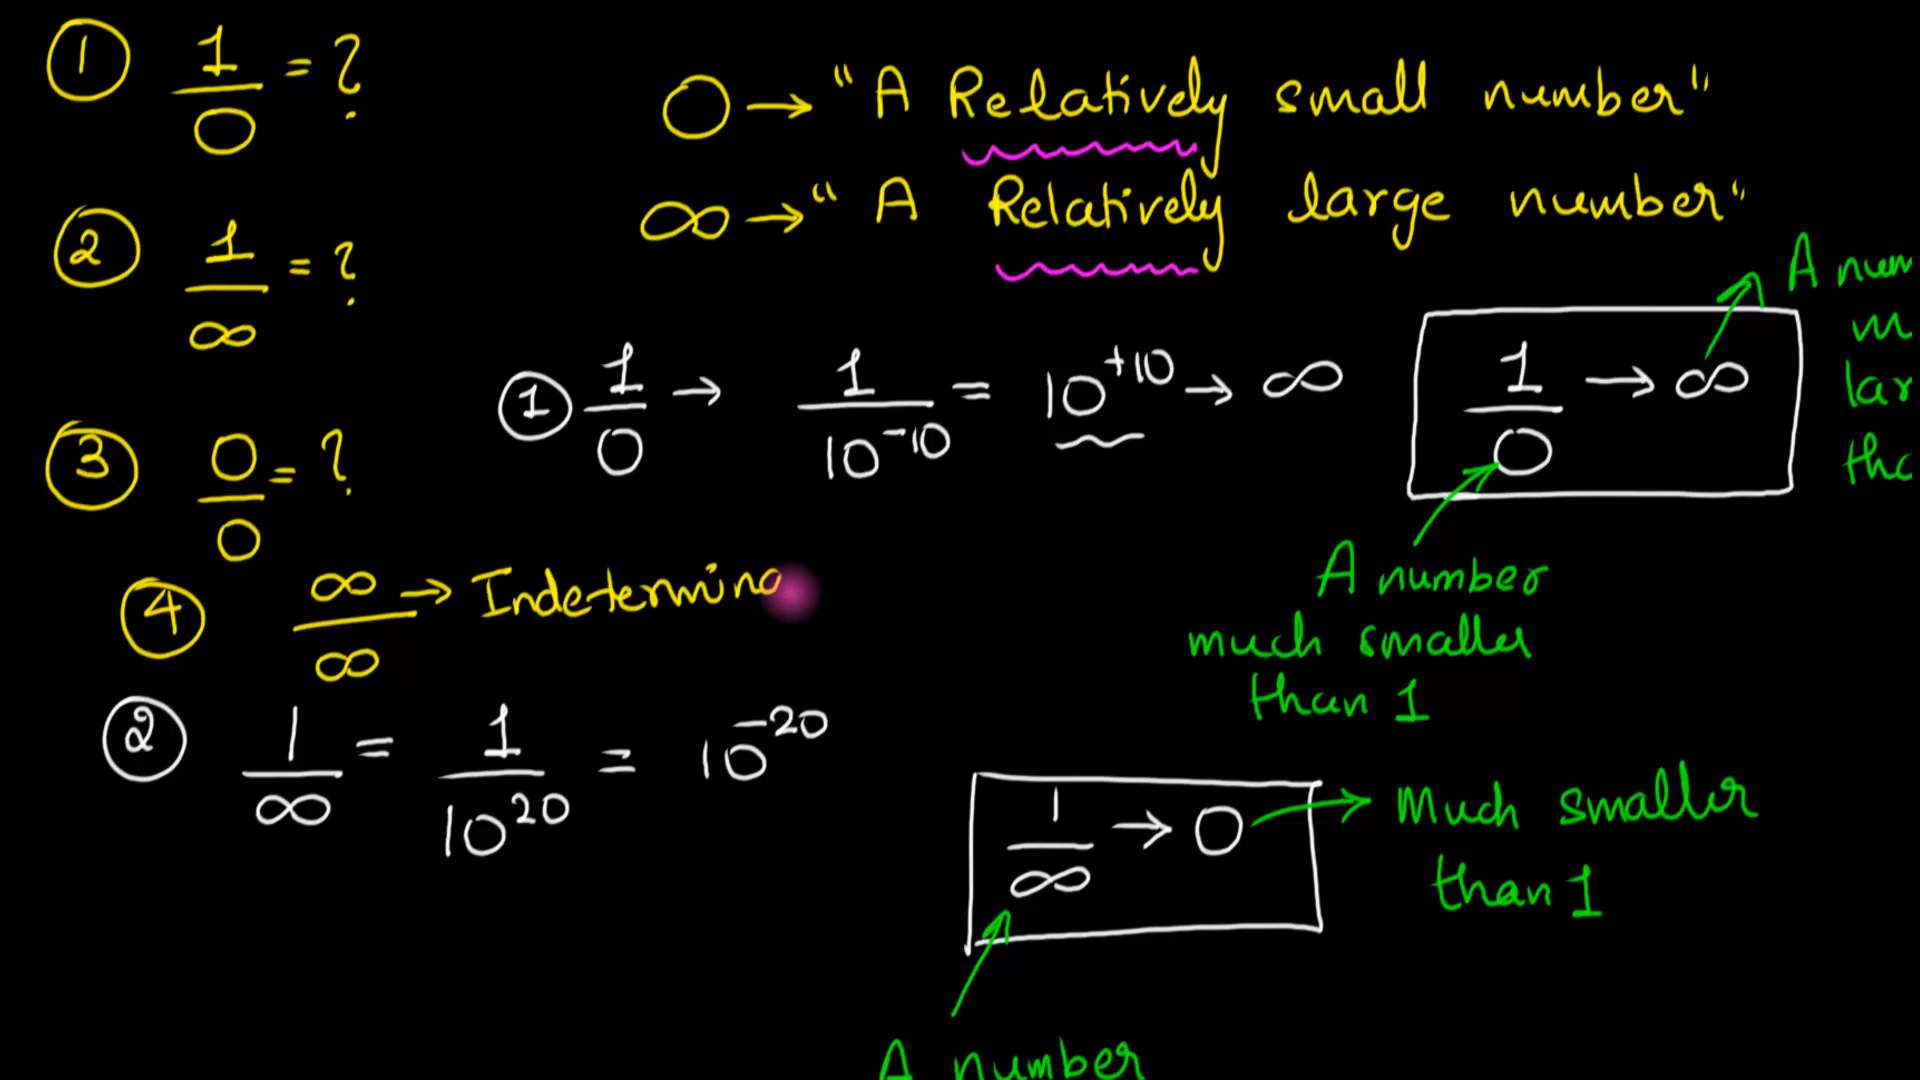 ① 1/0 = ?
0 → "A Relatively small number"
② 1/∞ = ?
∞ → "A Relatively large number"
① 1/0 → 1/10^-10 = 10^+10 → ∞
1/0 → ∞
A num
m
lar
tha
③ 0/0 = ?
A number
much smaller
than 1
④ ∞/∞ → Indetermina
② 1/∞ = 1/10^20 = 10^-20
1/∞ → 0 → Much smaller
than 1
A number